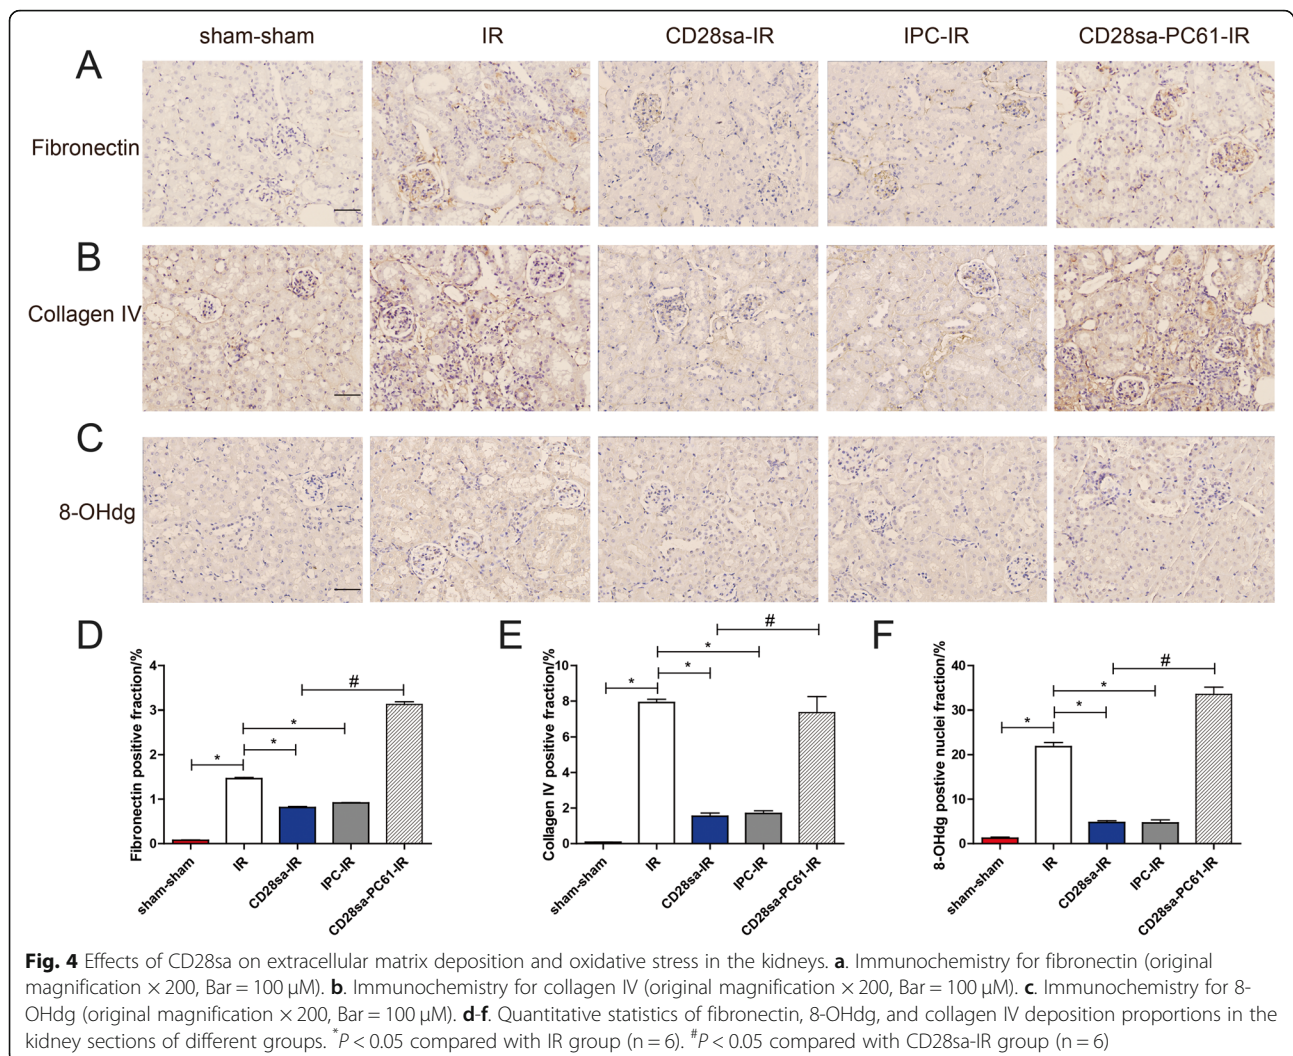 sham-sham IR CD28sa-IR IPC-IR CD28sa-PC61-IR
A
Fibronectin
B
Collagen IV
C
8-OHdg
D
Fibronectin positive fraction/%
4
3
2
1
0
* * * #
sham-sham IR CD28sa-IR IPC-IR CD28sa-PC61-IR
E
Collagen IV positive fraction/%
10
8
6
4
2
0
* * * #
sham-sham IR CD28sa-IR IPC-IR CD28sa-PC61-IR
F
8-OHdg postive nuclei fraction/%
40
30
20
10
0
* * * #
sham-sham IR CD28sa-IR IPC-IR CD28sa-PC61-IR
Fig. 4 Effects of CD28sa on extracellular matrix deposition and oxidative stress in the kidneys. a. Immunochemistry for fibronectin (original
magnification × 200, Bar = 100 μM). b. Immunochemistry for collagen IV (original magnification × 200, Bar = 100 μM). c. Immunochemistry for 8-
OHdg (original magnification × 200, Bar = 100 μM). d-f. Quantitative statistics of fibronectin, 8-OHdg, and collagen IV deposition proportions in the
kidney sections of different groups. *P < 0.05 compared with IR group (n = 6). #P < 0.05 compared with CD28sa-IR group (n = 6)